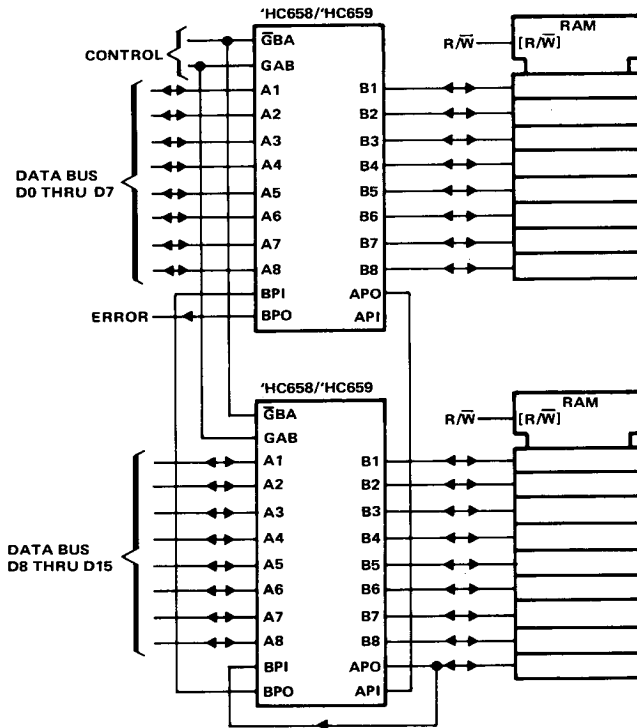 'HC658/'HC659
CONTROL
G̅BA
GAB
R/W̅
[R/W̅]
RAM
DATA BUS
D0 THRU D7
A1
A2
A3
A4
A5
A6
A7
A8
BPI
BPO
B1
B2
B3
B4
B5
B6
B7
B8
APO
API
ERROR
'HC658/'HC659
G̅BA
GAB
R/W̅
[R/W̅]
RAM
DATA BUS
D8 THRU D15
A1
A2
A3
A4
A5
A6
A7
A8
BPI
BPO
B1
B2
B3
B4
B5
B6
B7
B8
APO
API